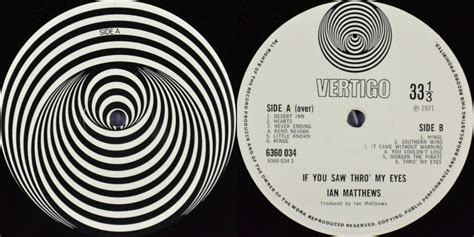 SIDE A
VERTIGO
33 1/3
℗ 1971
SIDE A (over)
1. DESERT INN
2. HEARTS
3. NEVER ENDING
4. RENO NEVADA
5. LITTLE KNOWN
6. HINGE
6360 034
6360 034 2
SIDE B
1. HINGE
2. SOUTHERN WIND
3. IT CAME WITHOUT WARNING
4. YOU COULDN'T LOSE
5. MORGAN THE PIRATE
6. THRO' MY EYES
IF YOU SAW THRO' MY EYES
IAN MATTHEWS
Produced by Ian Matthews
ALL RIGHTS OF THE RECORD PRODUCER AND OF THE OWNER OF THE WORK REPRODUCED RESERVED. COPYING, PUBLIC PERFORMANCE AND BROADCASTING OF THIS RECORD PROHIBITED.